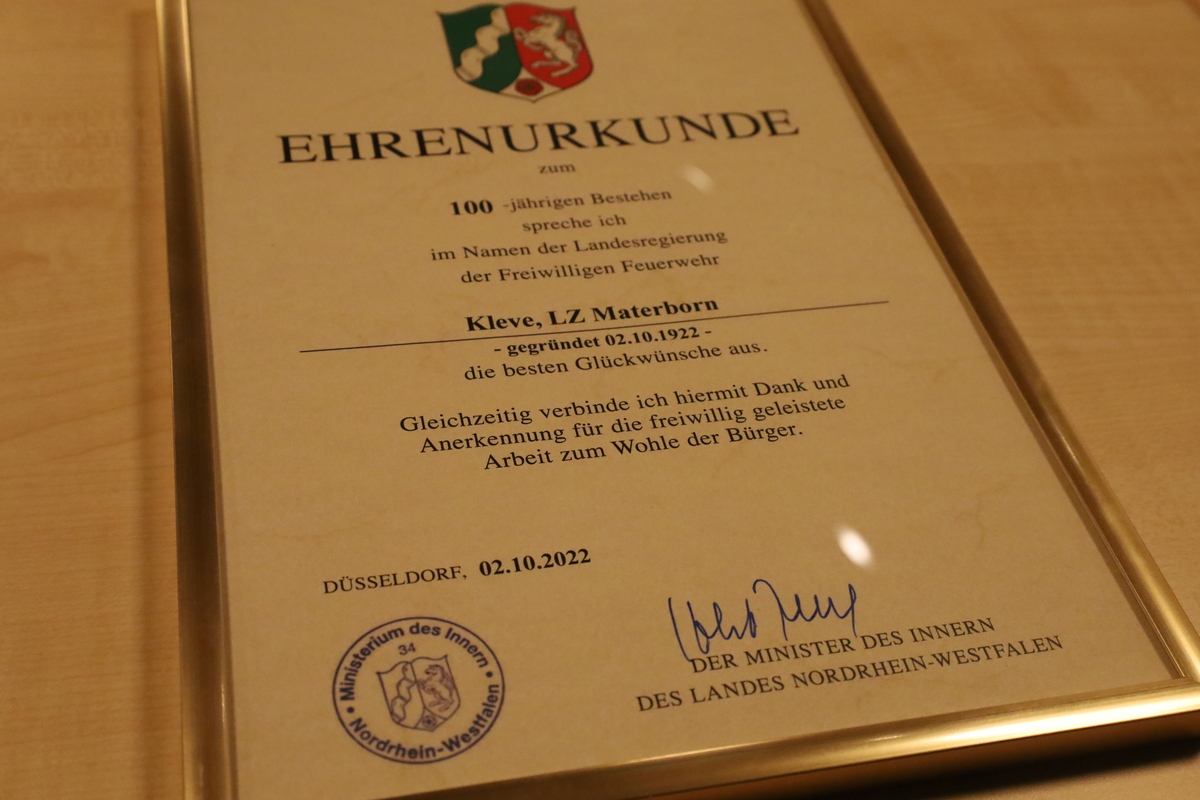 EHRENURKUNDE
zum
100 -jährigen Bestehen
spreche ich
im Namen der Landesregierung
der Freiwilligen Feuerwehr
Kleve, LZ Materborn
- gegründet 02.10.1922 -
die besten Glückwünsche aus.
Gleichzeitig verbinde ich hiermit Dank und
Anerkennung für die freiwillig geleistete
Arbeit zum Wohle der Bürger.
DÜSSELDORF, 02.10.2022
DER MINISTER DES INNERN
DES LANDES NORDRHEIN-WESTFALEN
Ministerium des Innern
34
Nordrhein-Westfalen